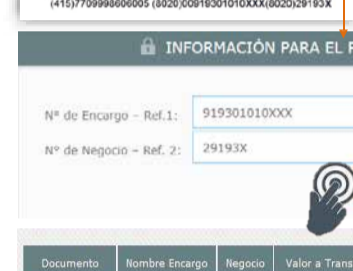 (415)7709998606005 (8020)00919301010XXX(8020)29193X
INFORMACIÓN PARA EL
Nº de Encargo - Ref.1: 919301010XXX
Nº de Negocio - Ref. 2: 29193X
Documento Nombre Encargo Negocio Valor a Trans